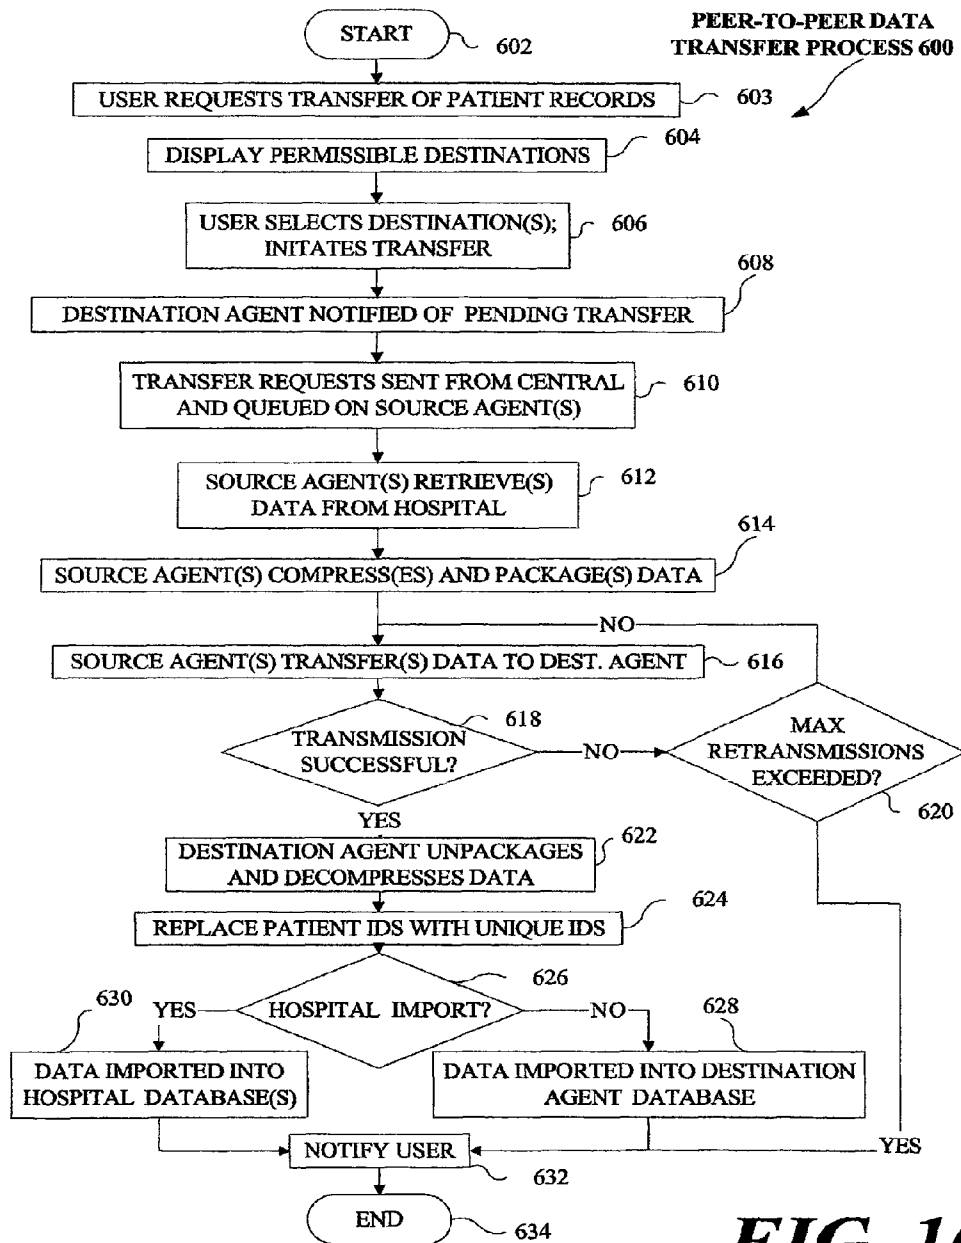 START
602
PEER-TO-PEER DATA
TRANSFER PROCESS 600
USER REQUESTS TRANSFER OF PATIENT RECORDS
603
DISPLAY PERMISSIBLE DESTINATIONS
604
USER SELECTS DESTINATION(S);
INITATES TRANSFER
606
608
DESTINATION AGENT NOTIFIED OF PENDING TRANSFER
TRANSFER REQUESTS SENT FROM CENTRAL
AND QUEUED ON SOURCE AGENT(S)
610
SOURCE AGENT(S) RETRIEVE(S)
DATA FROM HOSPITAL
612
614
SOURCE AGENT(S) COMPRESS(ES) AND PACKAGE(S) DATA
NO
SOURCE AGENT(S) TRANSFER(S) DATA TO DEST. AGENT
616
618
TRANSMISSION
SUCCESSFUL?
NO
MAX
RETRANSMISSIONS
EXCEEDED?
620
YES
622
DESTINATION AGENT UNPACKAGES
AND DECOMPRESSES DATA
624
REPLACE PATIENT IDS WITH UNIQUE IDS
626
HOSPITAL IMPORT?
630
YES
NO
628
DATA IMPORTED INTO
HOSPITAL DATABASE(S)
DATA IMPORTED INTO DESTINATION
AGENT DATABASE
YES
NOTIFY USER
632
END
634